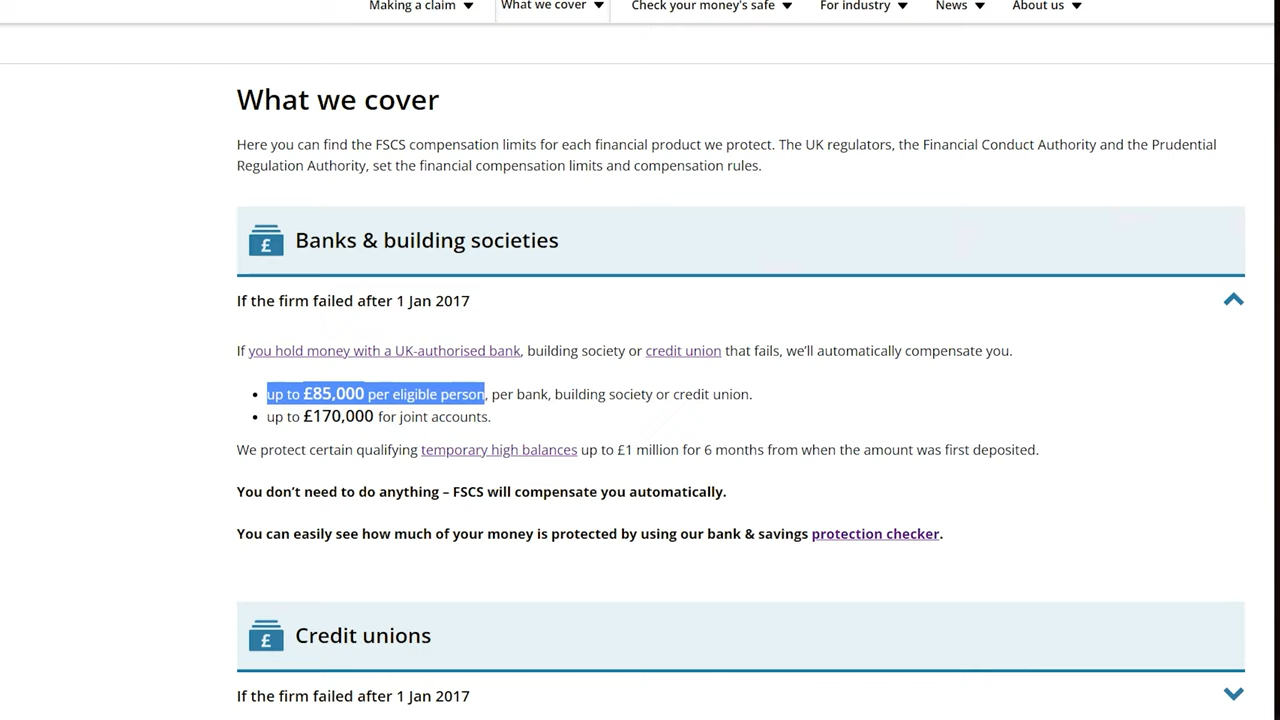 Making a claim What we cover Check your money's safe For industry News About us
What we cover
Here you can find the FSCS compensation limits for each financial product we protect. The UK regulators, the Financial Conduct Authority and the Prudential
Regulation Authority, set the financial compensation limits and compensation rules.
£ Banks & building societies
If the firm failed after 1 Jan 2017
If you hold money with a UK-authorised bank, building society or credit union that fails, we’ll automatically compensate you.
• up to £85,000 per eligible person, per bank, building society or credit union.
• up to £170,000 for joint accounts.
We protect certain qualifying temporary high balances up to £1 million for 6 months from when the amount was first deposited.
You don’t need to do anything – FSCS will compensate you automatically.
You can easily see how much of your money is protected by using our bank & savings protection checker.
£ Credit unions
If the firm failed after 1 Jan 2017